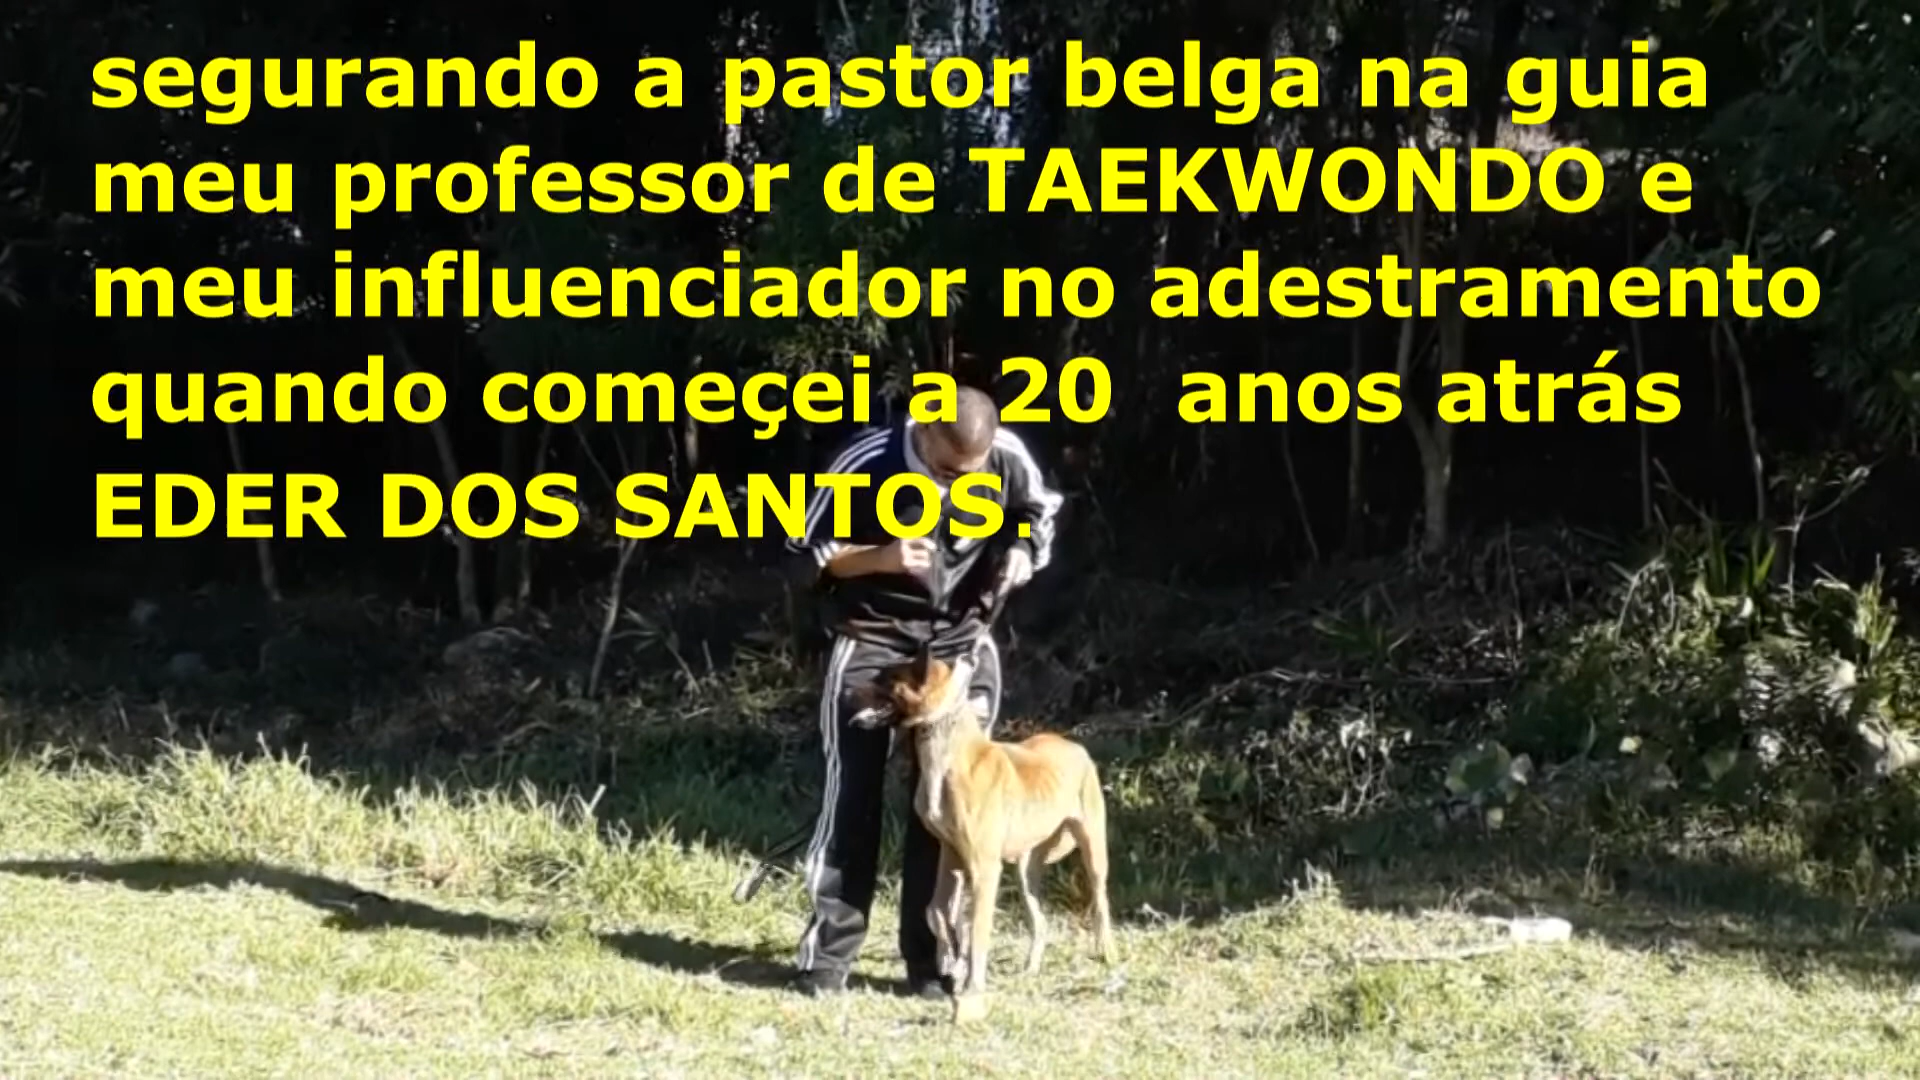 segurando a pastor belga na guia
meu professor de TAEKWONDO e
meu influenciador no adestramento
quando começei a 20  anos atrás
EDER DOS SANTOS.